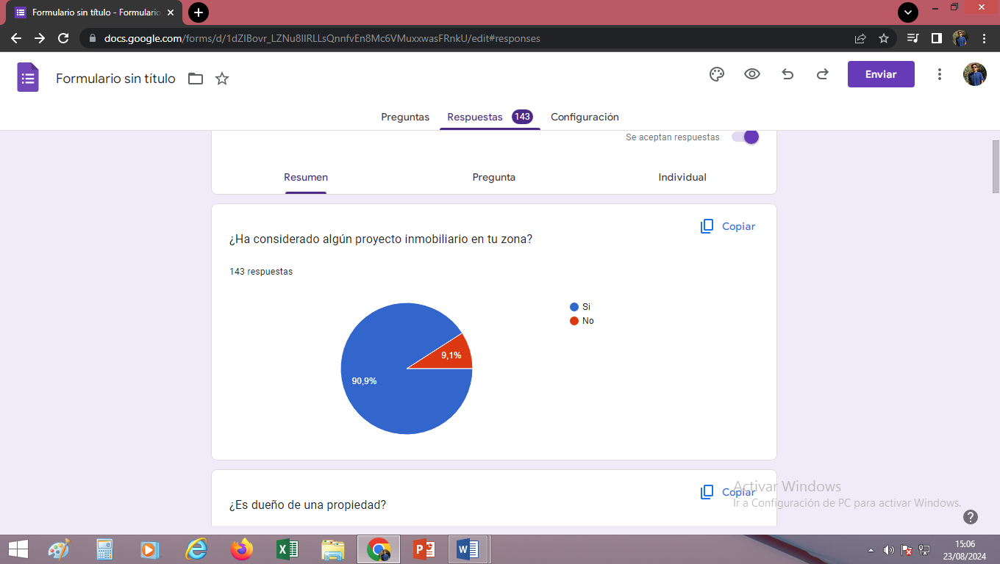 Formulario sin título - Formulario
docs.google.com/forms/d/1dZIBovr_LZNu8lIRLLsQnnfvEn8Mc6VMuxxwasFRnkU/edit#responses
Formulario sin título
Enviar
Preguntas
Respuestas 143
Configuración
Se aceptan respuestas
Resumen
Pregunta
Individual
Copiar
¿Ha considerado algún proyecto inmobiliario en tu zona?
143 respuestas
Si
No
9,1%
90,9%
Copiar
¿Es dueño de una propiedad?
Activar Windows
Ir a Configuración de PC para activar Windows.
15:06
23/08/2024